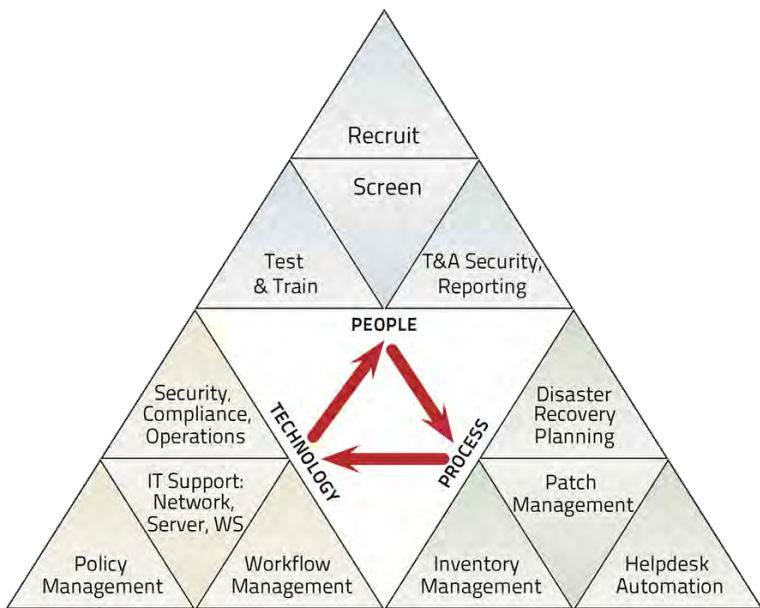 Recruit
Screen
Test
& Train
T&A Security,
Reporting
PEOPLE
TECHNOLOGY
PROCESS
Security,
Compliance,
Operations
Disaster
Recovery
Planning
IT Support:
Network,
Server, WS
Patch
Management
Policy
Management
Workflow
Management
Inventory
Management
Helpdesk
Automation